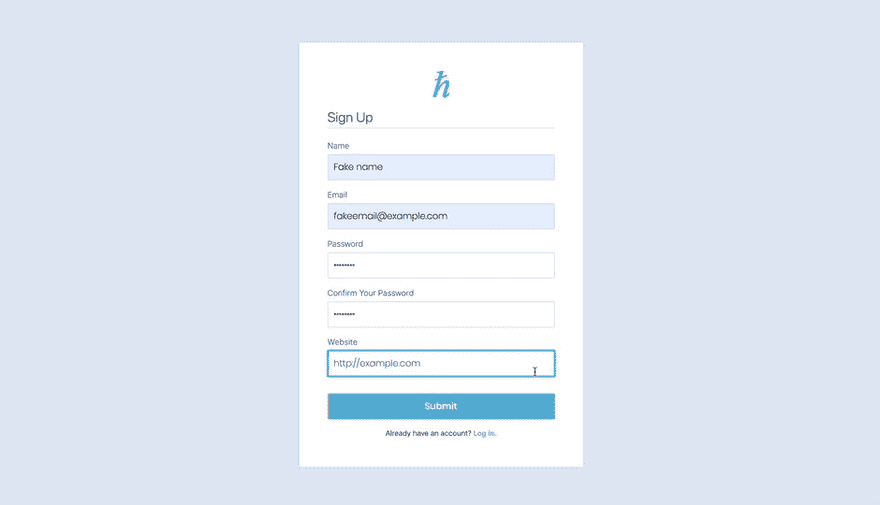 ℏ
Sign Up
Name
Fake name
Email
fakeemail@example.com
Password
••••••••
Confirm Your Password
••••••••
Website
http://example.com
Submit
Already have an account? Log In.